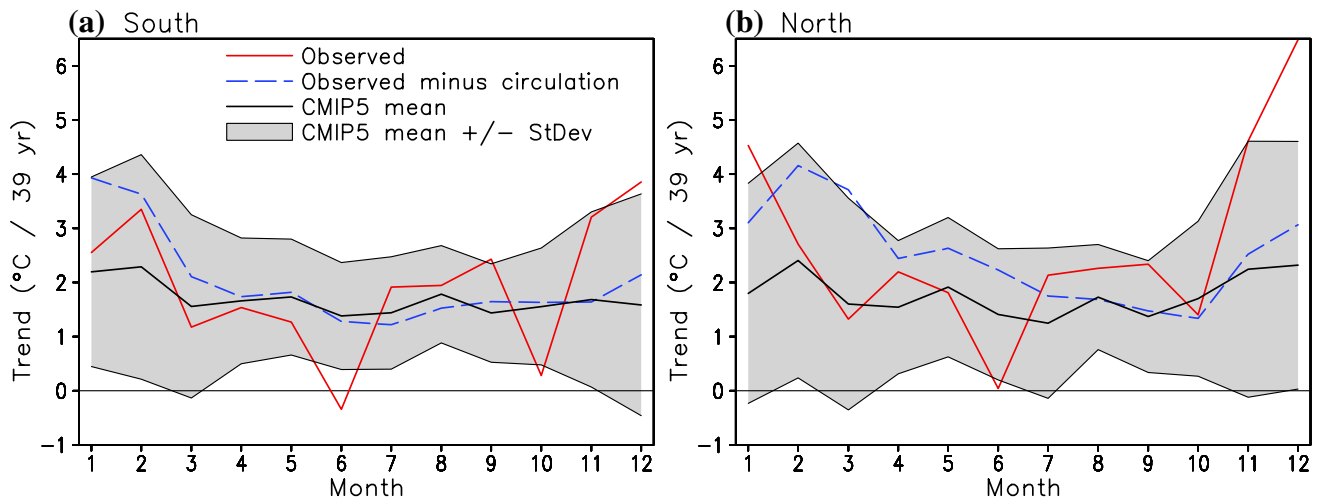 (a) South
Trend (°C / 39 yr)
6
5
4
3
2
1
0
−1
Observed
Observed minus circulation
CMIP5 mean
CMIP5 mean +/− StDev
1 2 3 4 5 6 7 8 9 10 11 12
Month
(b) North
Trend (°C / 39 yr)
6
5
4
3
2
1
0
−1
1 2 3 4 5 6 7 8 9 10 11 12
Month